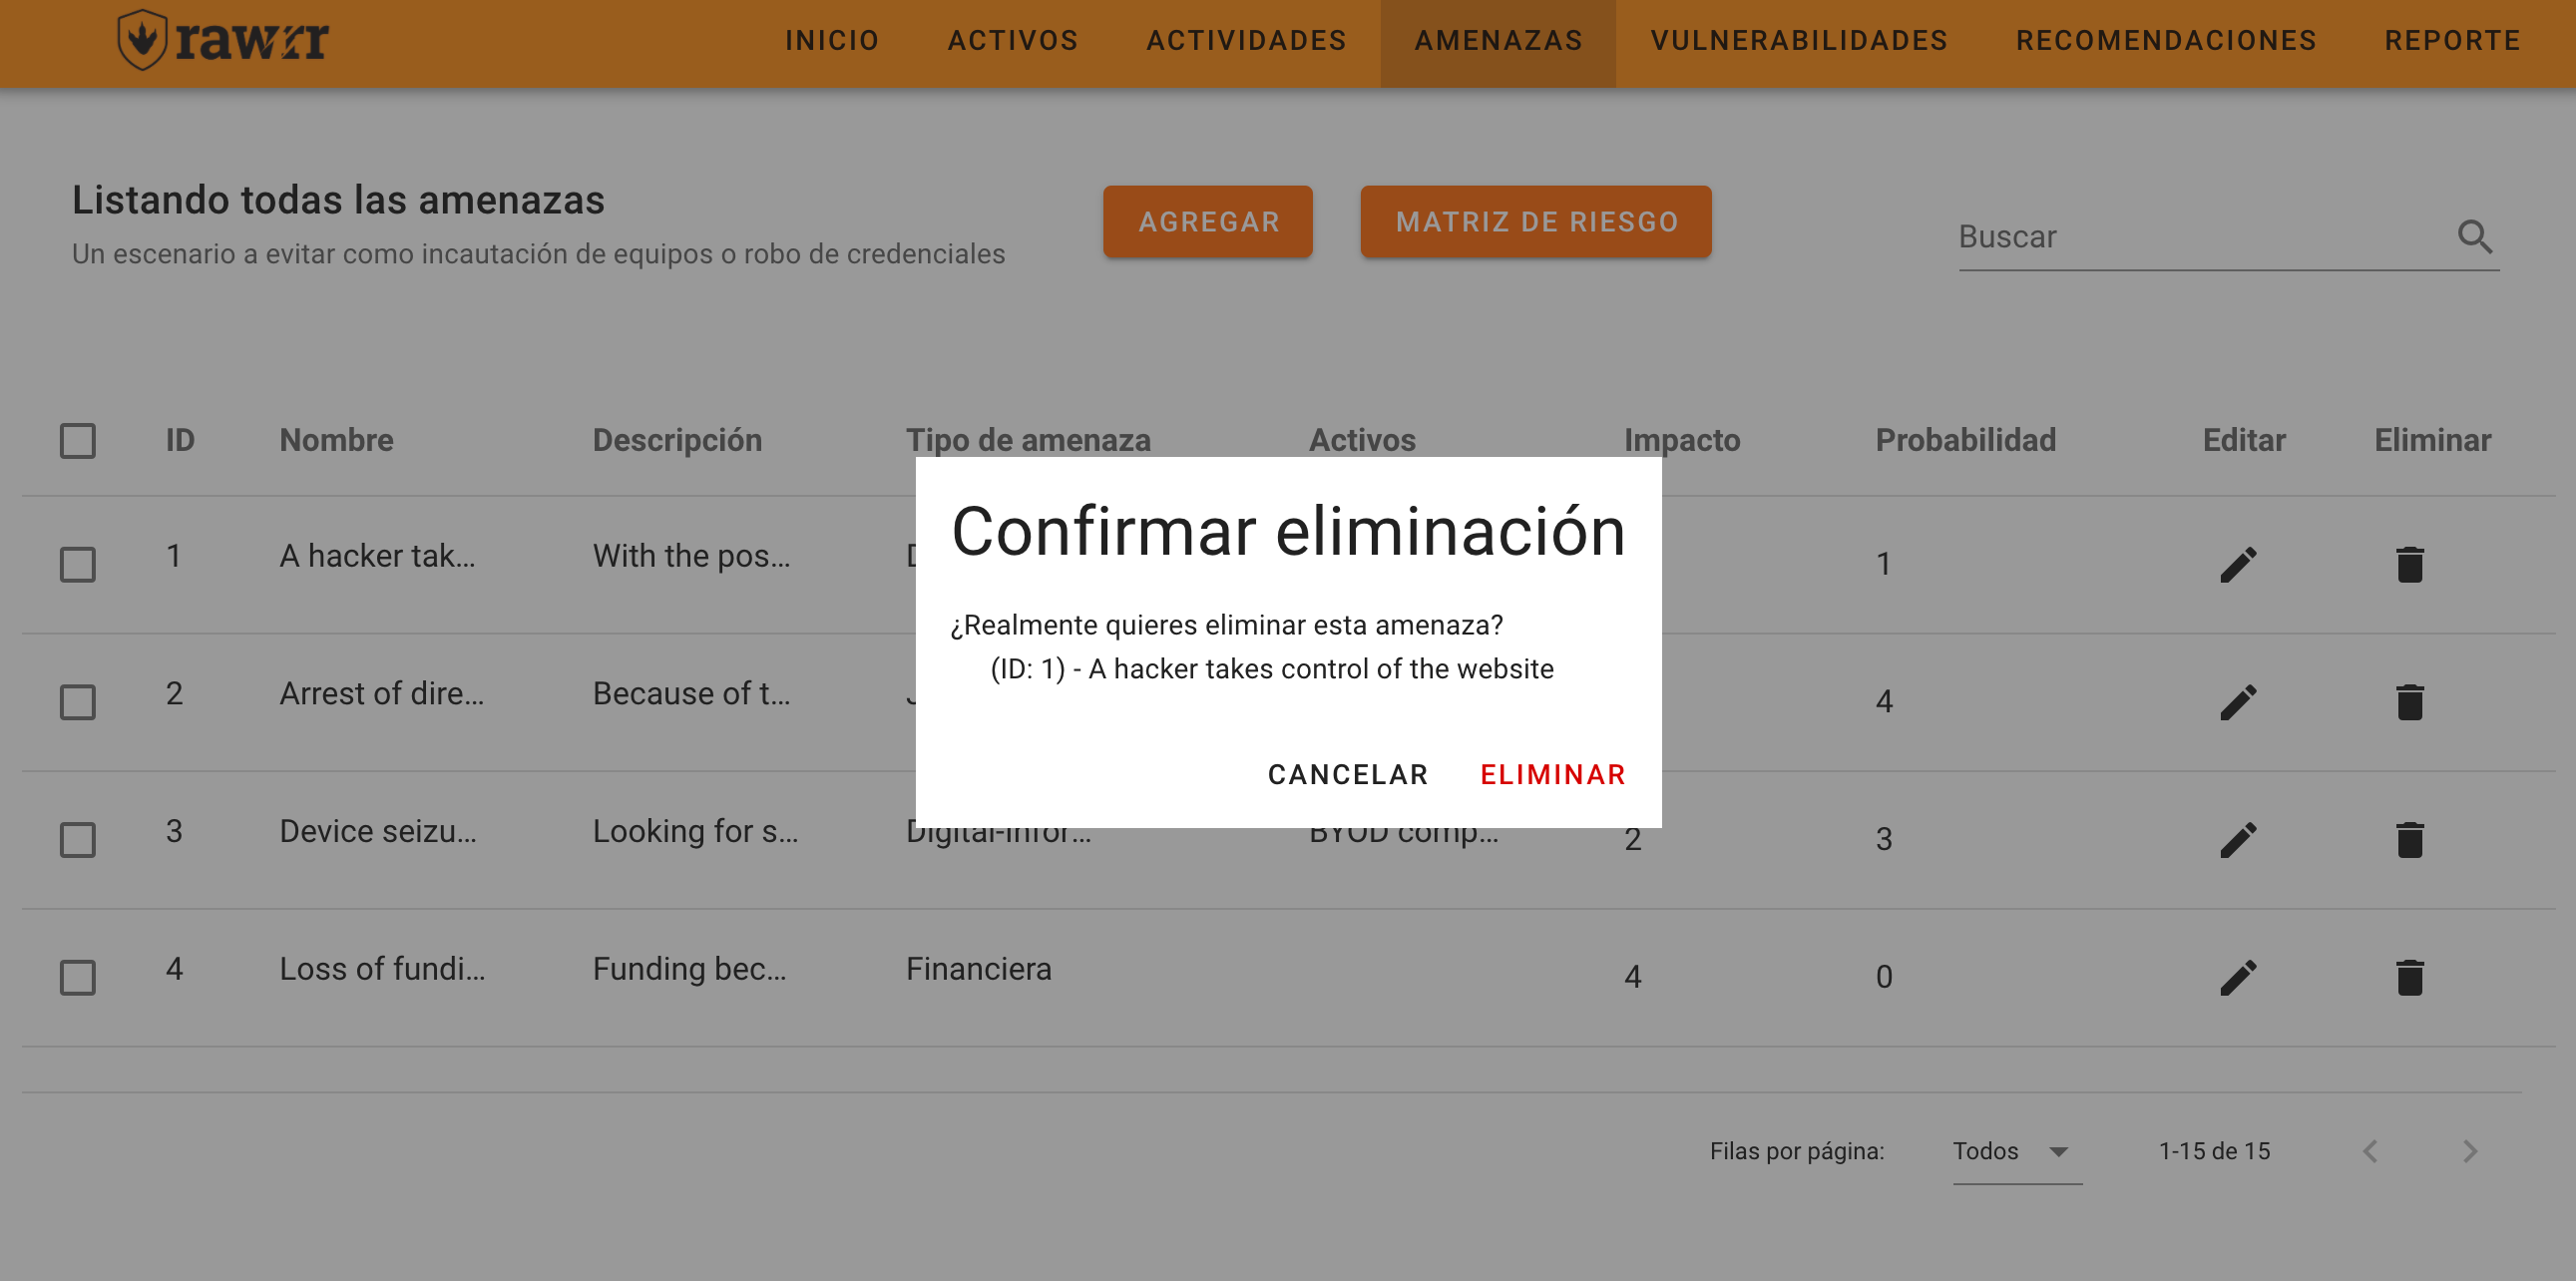 rawrr
INICIO ACTIVOS ACTIVIDADES AMENAZAS VULNERABILIDADES RECOMENDACIONES REPORTE
Listando todas las amenazas
Un escenario a evitar como incautación de equipos o robo de credenciales
AGREGAR MATRIZ DE RIESGO
Buscar
ID Nombre Descripción Tipo de amenaza Activos Impacto Probabilidad Editar Eliminar
1 A hacker tak... With the pos... 1
2 Arrest of dire... Because of t... 4
3 Device seizu... Looking for s... Digital-Infor... BYOD comp... 2 3
4 Loss of fundi... Funding bec... Financiera 4 0
Confirmar eliminación
¿Realmente quieres eliminar esta amenaza?
(ID: 1) - A hacker takes control of the website
CANCELAR ELIMINAR
Filas por página: Todos 1-15 de 15